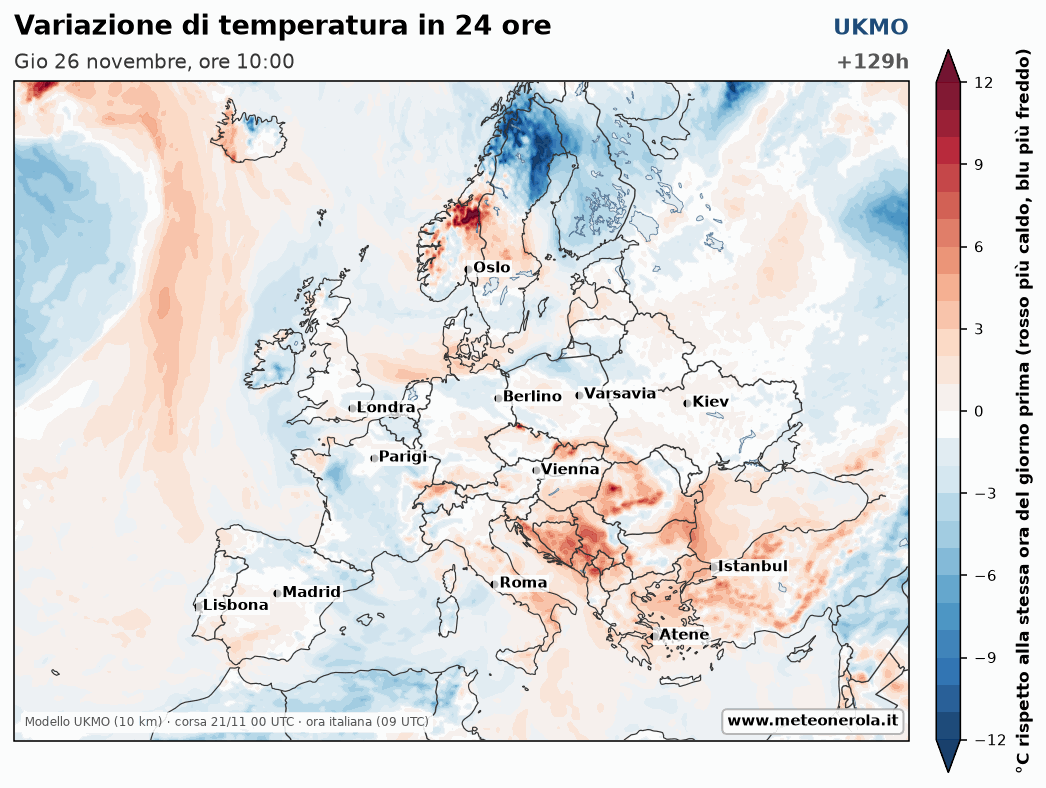 Variazione di temperatura in 24 ore
UKMO
Gio 26 novembre, ore 10:00
+129h
Oslo
Berlino
Varsavia
Kiev
Londra
Parigi
Vienna
Istanbul
Roma
Madrid
Lisbona
Atene
Modello UKMO (10 km) · corsa 21/11 00 UTC · ora italiana (09 UTC)
www.meteonerola.it
12
9
6
3
0
−3
−6
−9
−12
°C rispetto alla stessa ora del giorno prima (rosso più caldo, blu più freddo)